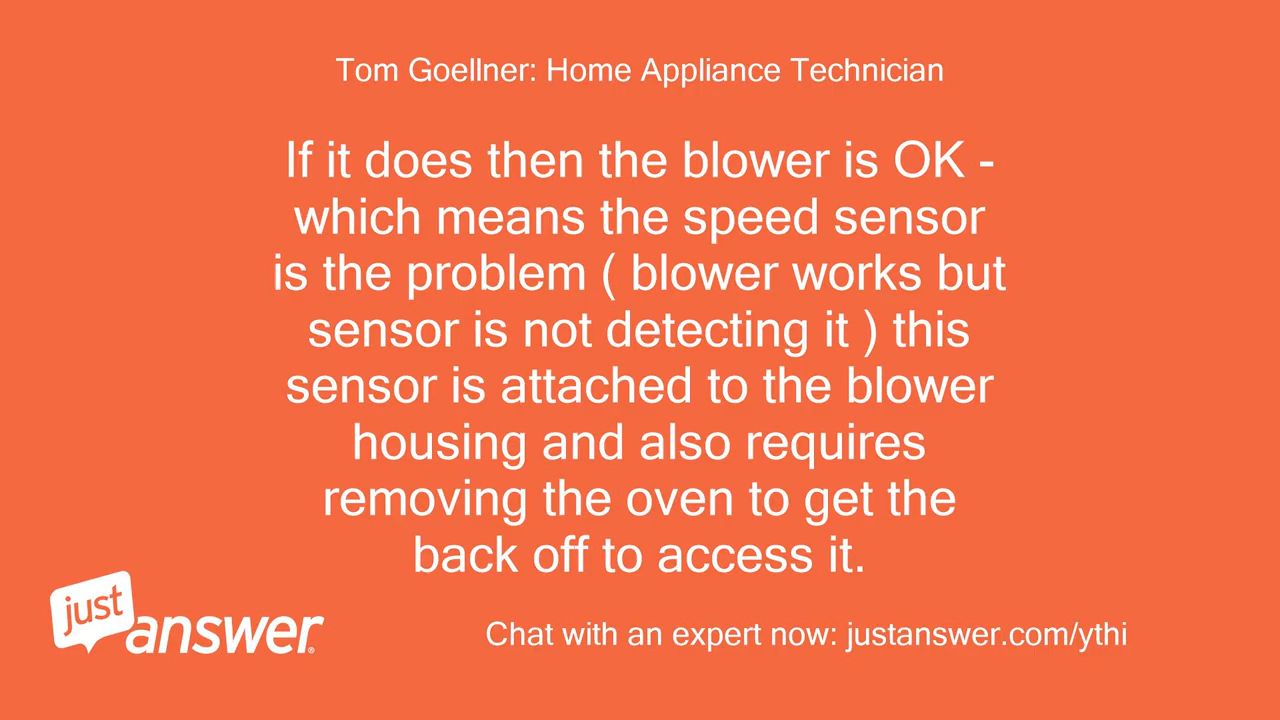 Tom Goellner: Home Appliance Technician
If it does then the blower is OK -
which means the speed sensor
is the problem ( blower works but
sensor is not detecting it ) this
sensor is attached to the blower
housing and also requires
removing the oven to get the
back off to access it.
just
answer®
Chat with an expert now: justanswer.com/ythi